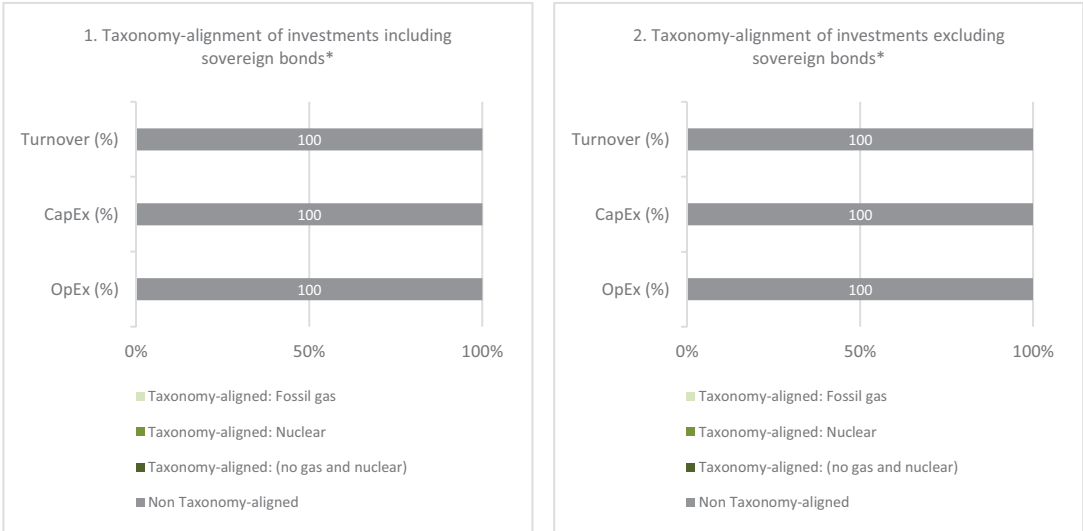 1. Taxonomy-alignment of investments including
sovereign bonds*
Turnover (%)
100
CapEx (%)
100
OpEx (%)
100
0%
50%
100%
Taxonomy-aligned: Fossil gas
Taxonomy-aligned: Nuclear
Taxonomy-aligned: (no gas and nuclear)
Non Taxonomy-aligned
2. Taxonomy-alignment of investments excluding
sovereign bonds*
Turnover (%)
100
CapEx (%)
100
OpEx (%)
100
0%
50%
100%
Taxonomy-aligned: Fossil gas
Taxonomy-aligned: Nuclear
Taxonomy-aligned: (no gas and nuclear)
Non Taxonomy-aligned